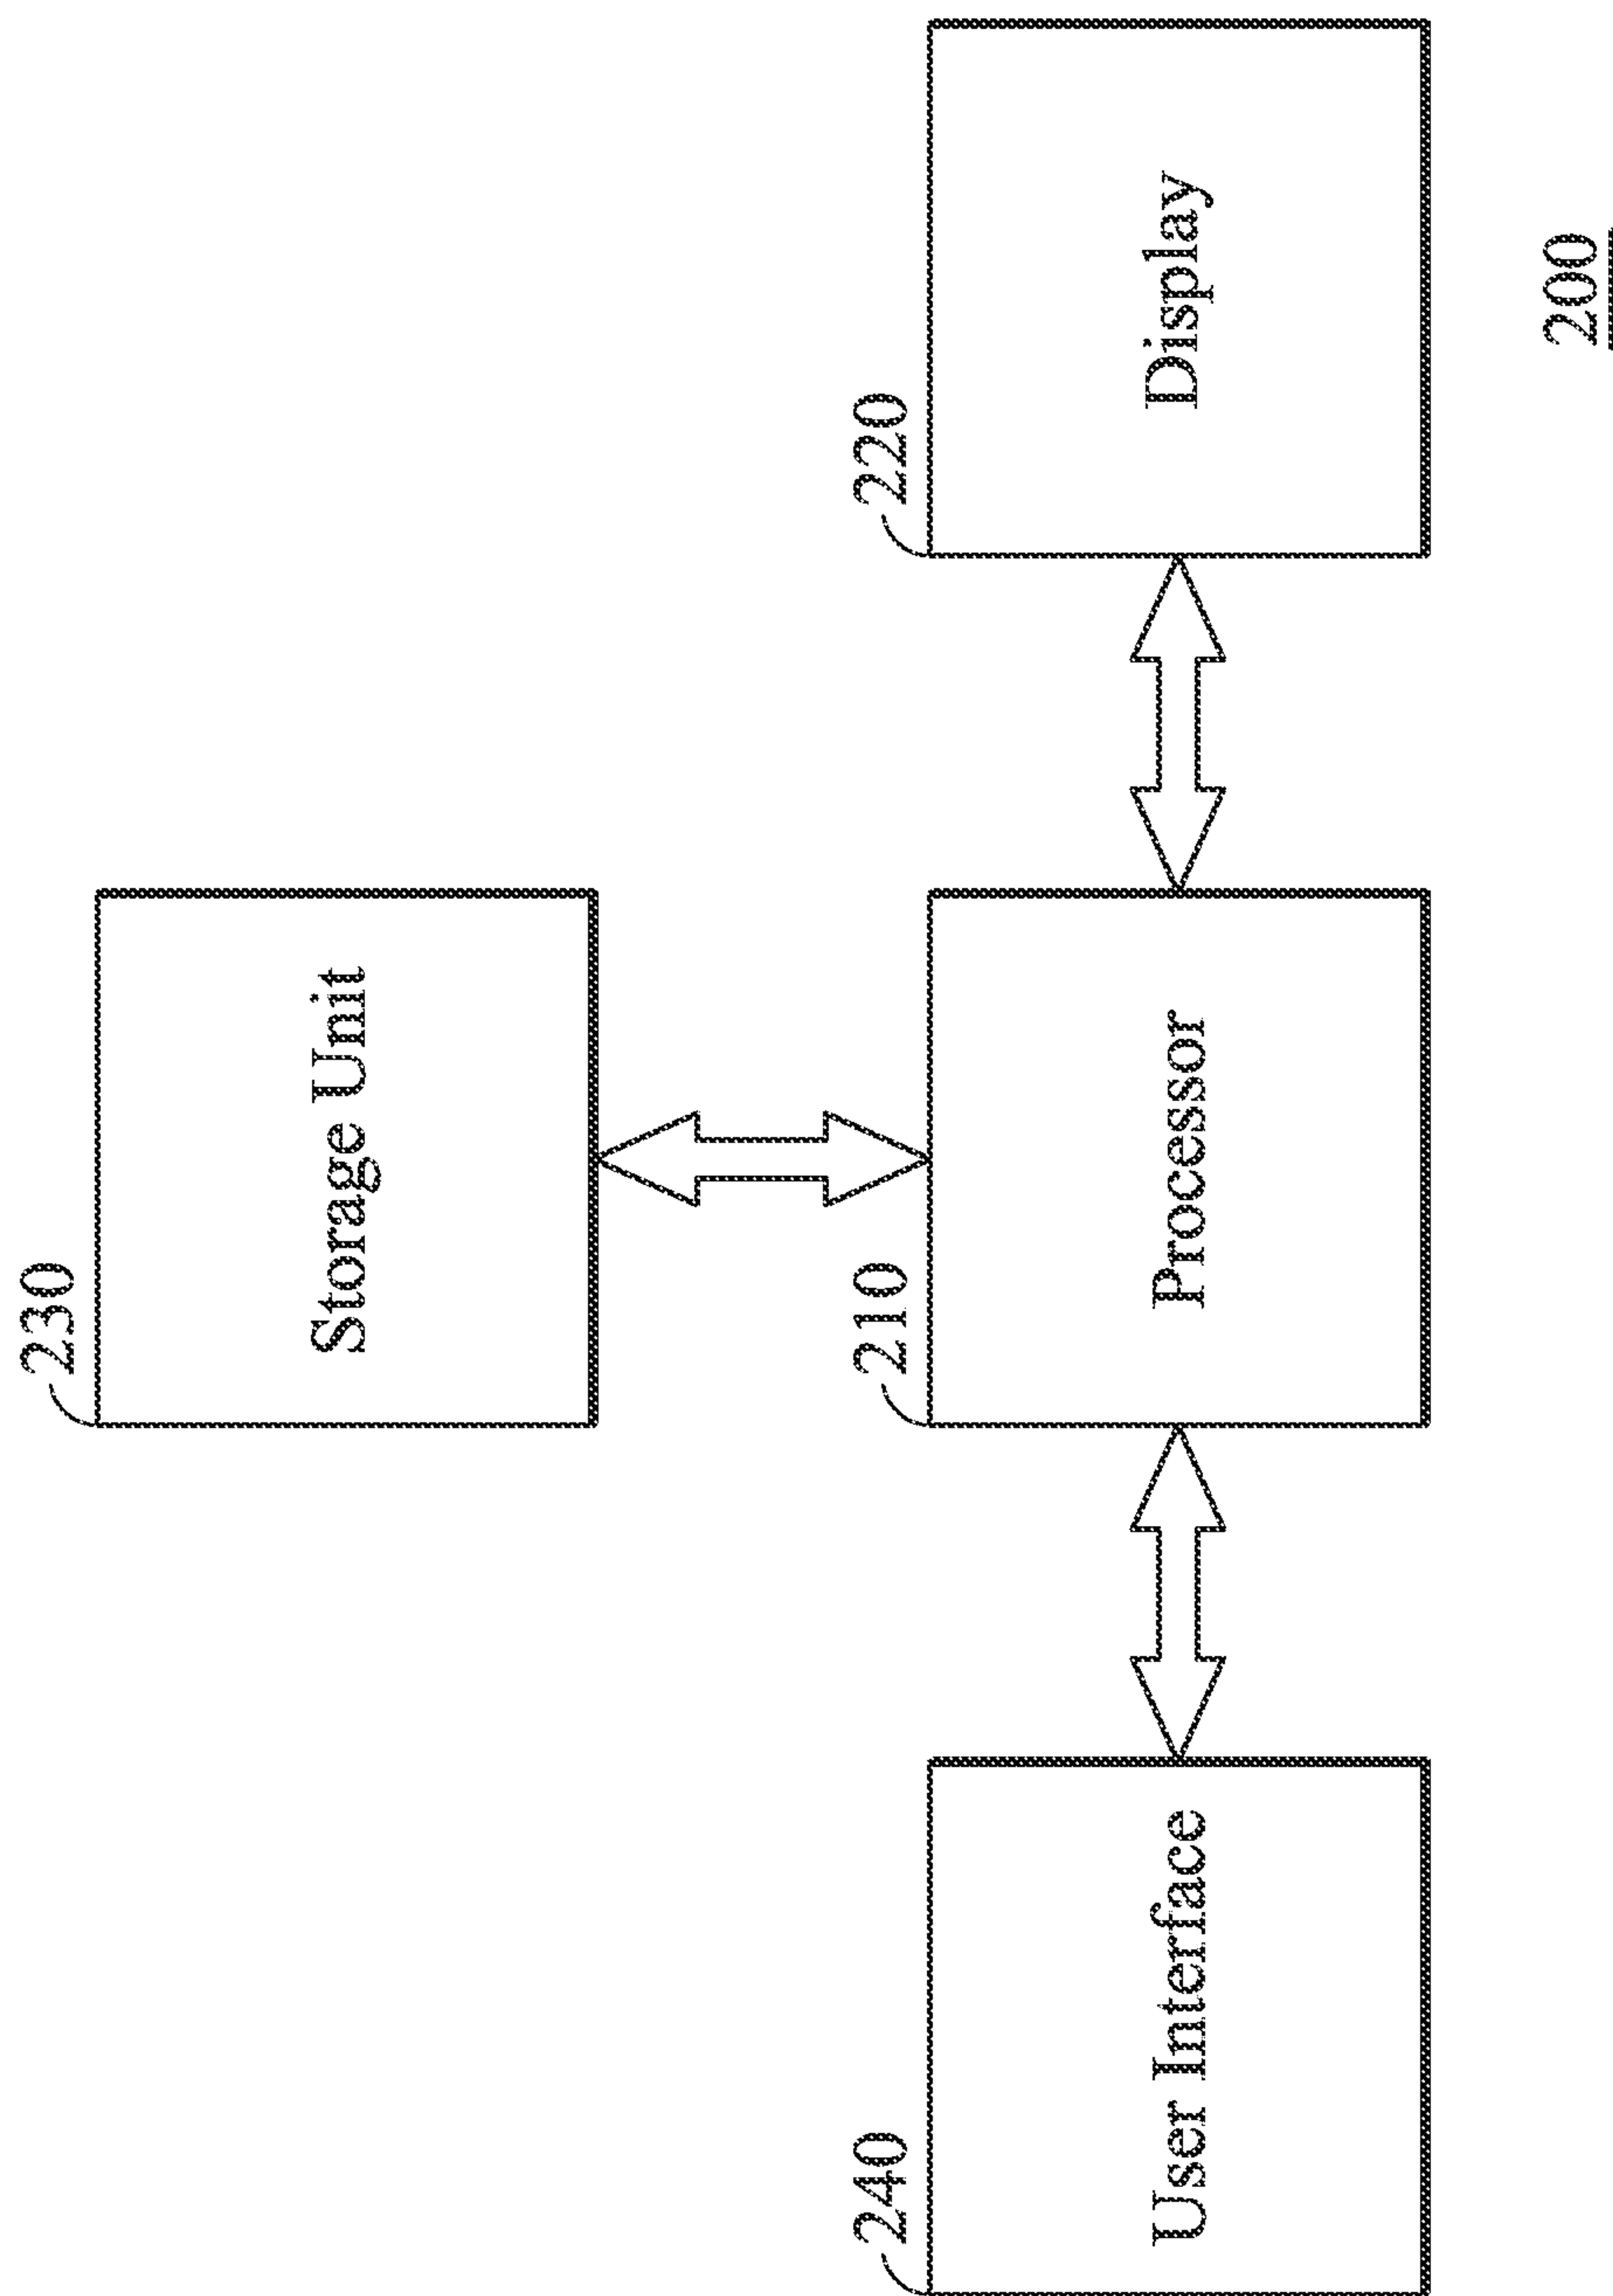 230
Storage Unit
240
User Interface
210
Processor
220
Display
200